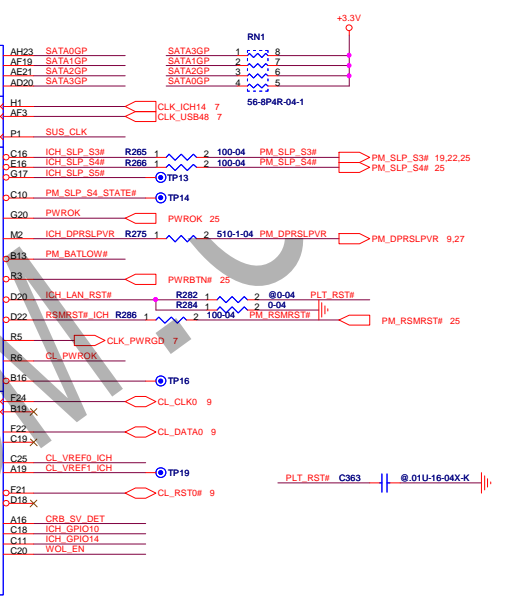 +3.3V
RN1
AH23 SATA0GP SATA3GP 1 8
AF19 SATA1GP SATA1GP 2 7
AE21 SATA2GP SATA2GP 3 6
AD20 SATA3GP SATA0GP 4 5
56-8P4R-04-1
H1 CLK_ICH14 7
AF3 CLK_USB48 7
P1 SUS_CLK
C16 ICH_SLP_S3# R265 1 2 100-04 PM_SLP_S3# PM_SLP_S3# 19,22,25
E16 ICH_SLP_S4# R266 1 2 100-04 PM_SLP_S4# PM_SLP_S4# 25
G17 ICH_SLP_S5# TP13
C10 PM_SLP_S4_STATE# TP14
G20 PWROK PWROK 25
M2 ICH_DPRSLPVR R275 1 2 510-1-04 PM_DPRSLPVR PM_DPRSLPVR 9,27
B13 PM_BATLOW#
R3 PWRBTN# 25
D20 ICH_LAN_RST# R282 1 2 @0-04 PLT_RST#
R284 1 2 0-04
D22 RSMRST#_ICH R286 1 2 100-04 PM_RSMRST# PM_RSMRST# 25
R5 CLK_PWRGD 7
R6 CL_PWROK
B16 TP16
F24 CL_CLK0 9
B19
F22 CL_DATA0 9
C19
C25 CL_VREF0_ICH
A19 CL_VREF1_ICH TP19
PLT_RST# C363 @.01U-16-04X-K
F21 CL_RST0# 9
D18
A16 CRB_SV_DET
C18 ICH_GPIO10
C11 ICH_GPIO14
C20 WOL_EN